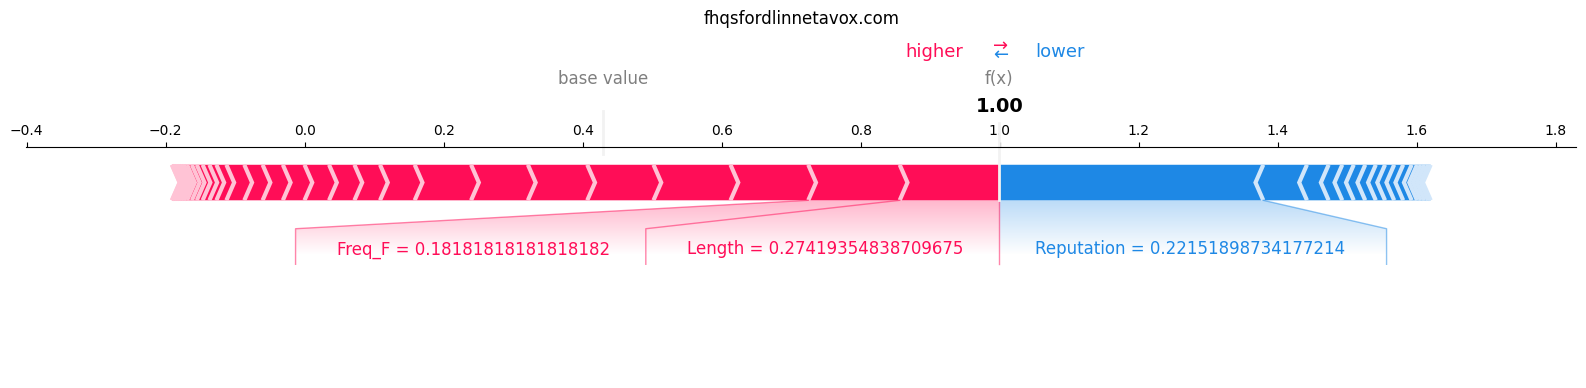 fhqsfordlinnetavox.com
higher → ← lower
base value f(x)
1.00
−0.4 −0.2 0.0 0.2 0.4 0.6 0.8 1.0 1.2 1.4 1.6 1.8
Freq_F = 0.18181818181818182 Length = 0.27419354838709675 Reputation = 0.22151898734177214